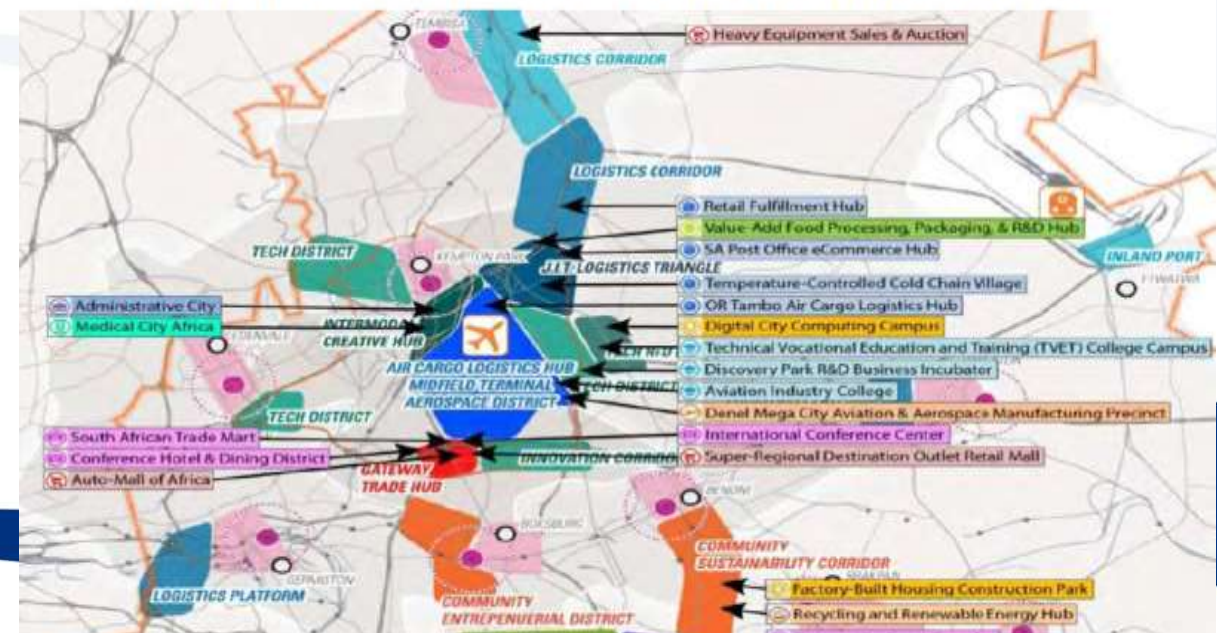 TEMBISA
Heavy Equipment Sales & Auction
LOGISTICS CORRIDOR
LOGISTICS CORRIDOR
Retail Fulfillment Hub
Value-Add Food Processing, Packaging, & R&D Hub
TECH DISTRICT
KEMPTON PARK
SA Post Office eCommerce Hub
INLAND PORT
J.I.T. LOGISTICS TRIANGLE
Temperature-Controlled Cold Chain Village
Administrative City
OR Tambo Air Cargo Logistics Hub
Medical City Africa
INTERMODAL
CREATIVE HUB
Digital City Computing Campus
Technical Vocational Education and Training (TVET) College Campus
AIR CARGO LOGISTICS HUB
Discovery Park R&D Business Incubater
MIDFIELD TERMINAL
TECH DISTRICT
Aviation Industry College
AEROSPACE DISTRICT
TECH DISTRICT
Denel Mega City Aviation & Aerospace Manufacturing Precinct
South African Trade Mart
International Conference Center
Conference Hotel & Dining District
INNOVATION CORRIDOR
Super-Regional Destination Outlet Retail Mall
Auto-Mall of Africa
GATEWAY
TRADE HUB
BENONI
BOKSBURG
COMMUNITY
SUSTAINABILITY CORRIDOR
GERMISTON
BRAKPAN
Factory-Built Housing Construction Park
LOGISTICS PLATFORM
COMMUNITY
ENTREPENUERIAL DISTRICT
Recycling and Renewable Energy Hub